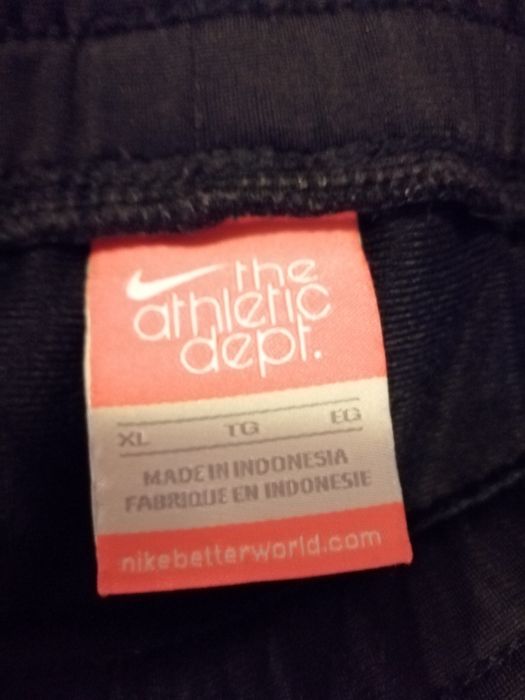 the
athletic
dept.
XL TG EG
MADE IN INDONESIA
FABRIQUE EN INDONESIE
nikebetterworld.com